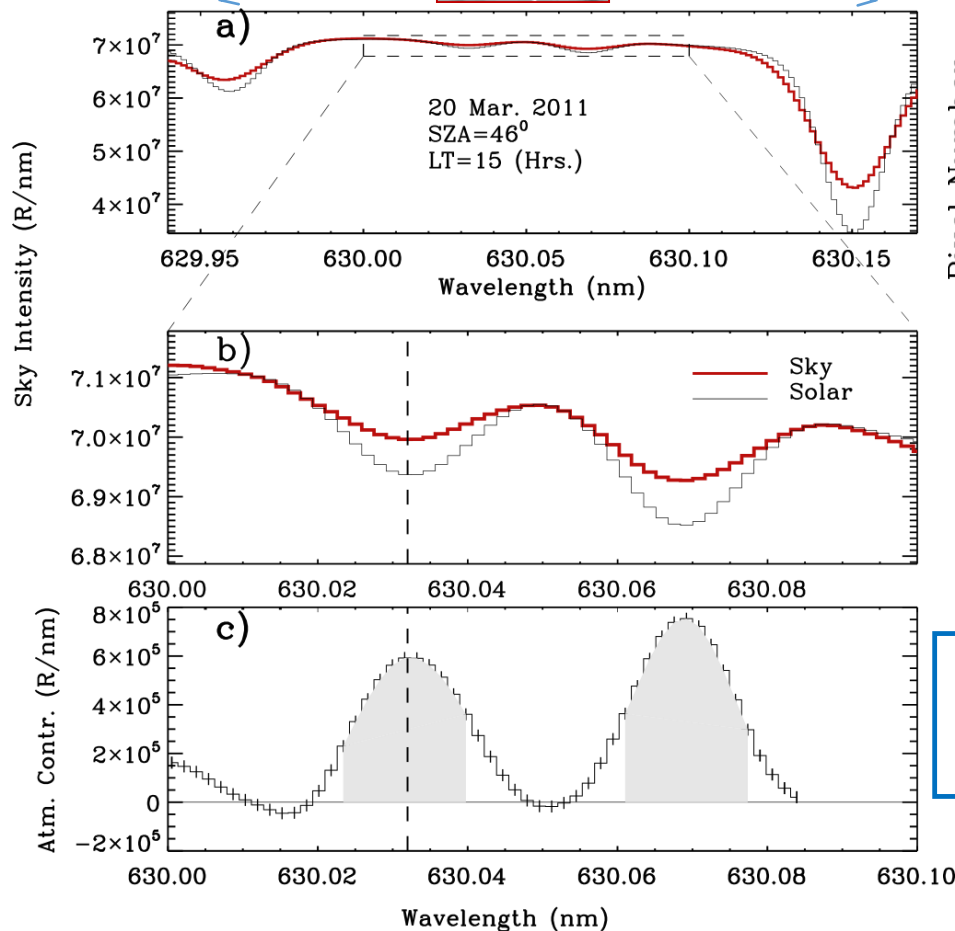 a)
7×10⁷
6×10⁷
5×10⁷
4×10⁷
20 Mar. 2011
SZA=46⁰
LT=15 (Hrs.)
629.95 630.00 630.05 630.10 630.15
Wavelength (nm)
Sky Intensity (R/nm)
b)
7.1×10⁷
7.0×10⁷
6.9×10⁷
6.8×10⁷
Sky
Solar
630.00 630.02 630.04 630.06 630.08
c)
8×10⁵
6×10⁵
4×10⁵
2×10⁵
0
−2×10⁵
Atm. Contr. (R/nm)
630.00 630.02 630.04 630.06 630.08 630.10
Wavelength (nm)